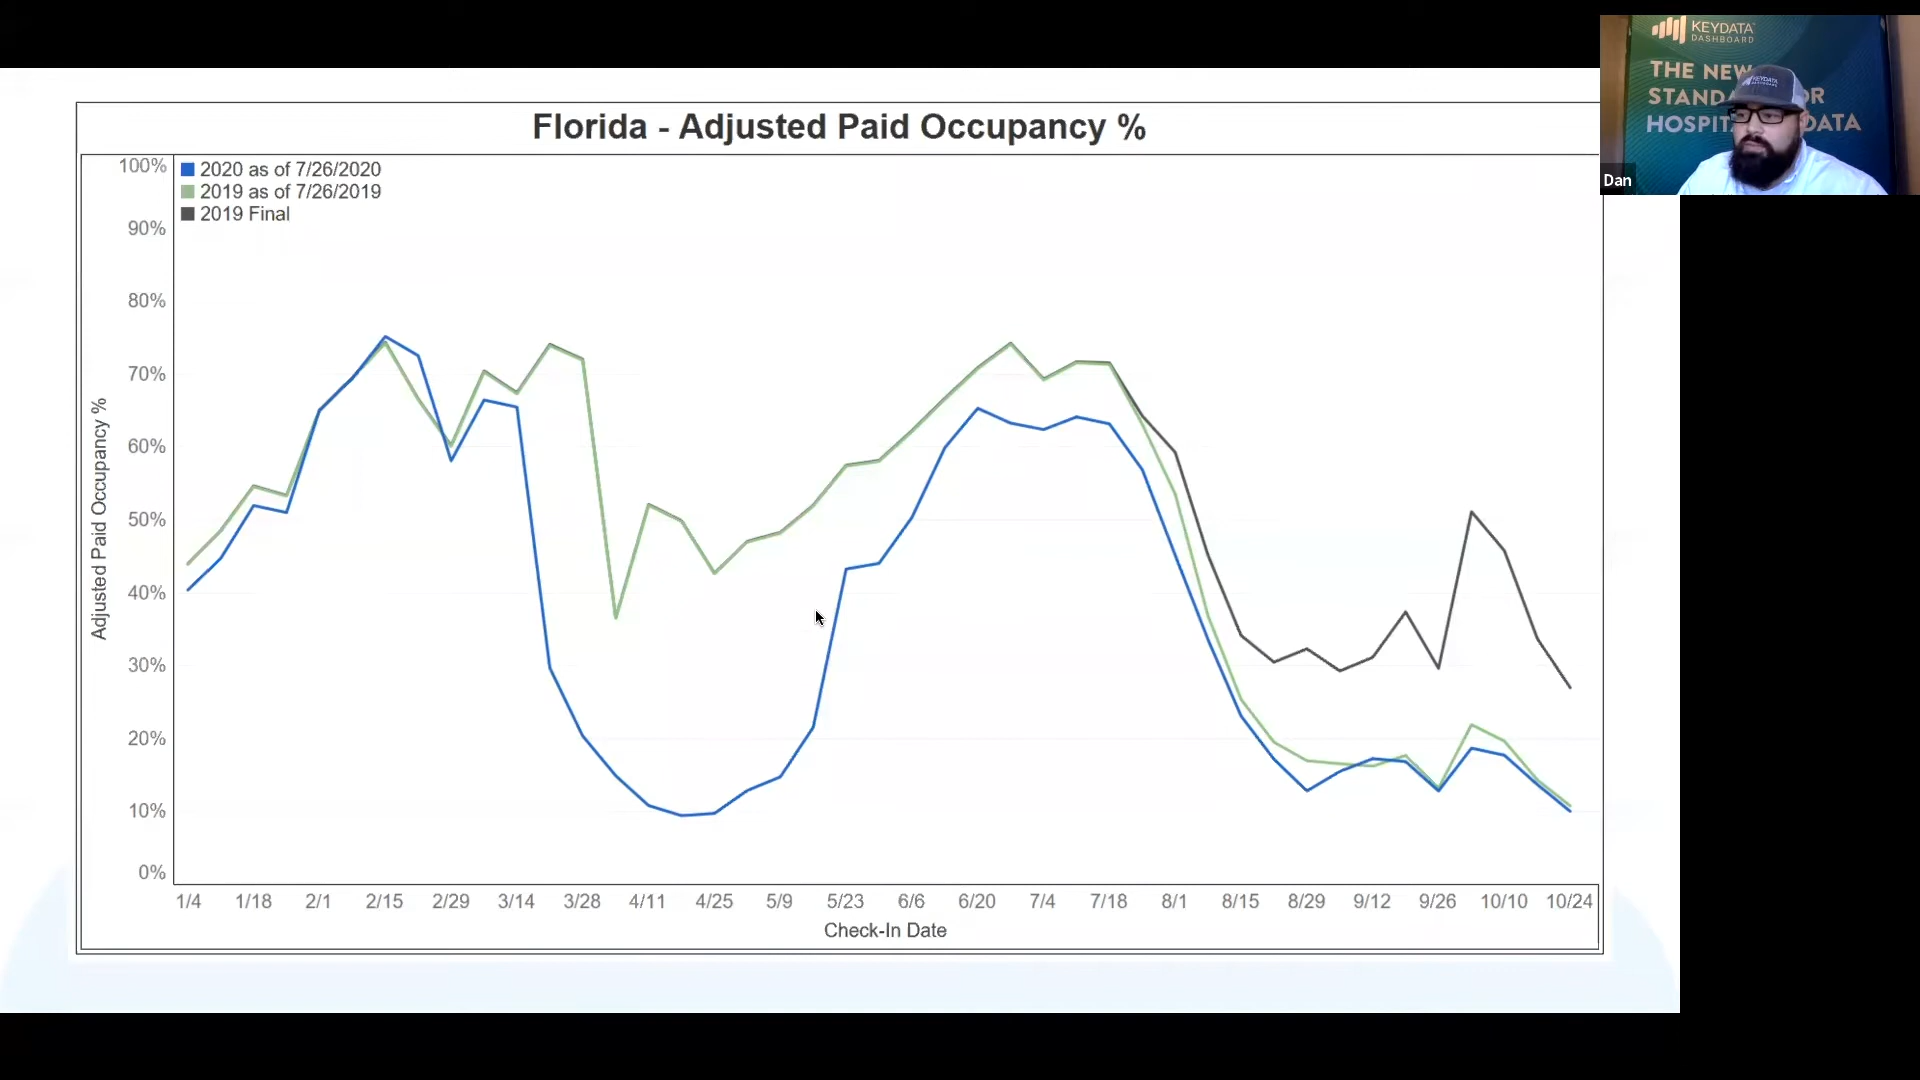 Florida - Adjusted Paid Occupancy %
2020 as of 7/26/2020
2019 as of 7/26/2019
2019 Final
100%
90%
80%
70%
60%
50%
40%
30%
20%
10%
0%
Adjusted Paid Occupancy %
1/4 1/18 2/1 2/15 2/29 3/14 3/28 4/11 4/25 5/9 5/23 6/6 6/20 7/4 7/18 8/1 8/15 8/29 9/12 9/26 10/10 10/24
Check-In Date
KEYDATA
DASHBOARD
THE NEW
STANDA OR
HOSPIT DATA
KEYDATA
Dan